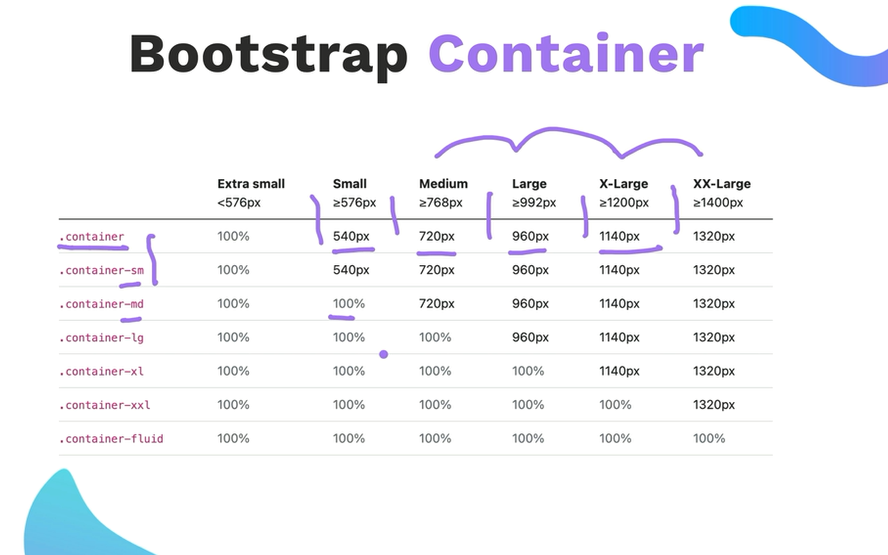 Bootstrap Container
Extra small Small Medium Large X-Large XX-Large
<576px ≥576px ≥768px ≥992px ≥1200px ≥1400px
.container 100% 540px 720px 960px 1140px 1320px
.container-sm 100% 540px 720px 960px 1140px 1320px
.container-md 100% 100% 720px 960px 1140px 1320px
.container-lg 100% 100% 100% 960px 1140px 1320px
.container-xl 100% 100% 100% 100% 1140px 1320px
.container-xxl 100% 100% 100% 100% 100% 1320px
.container-fluid 100% 100% 100% 100% 100% 100%